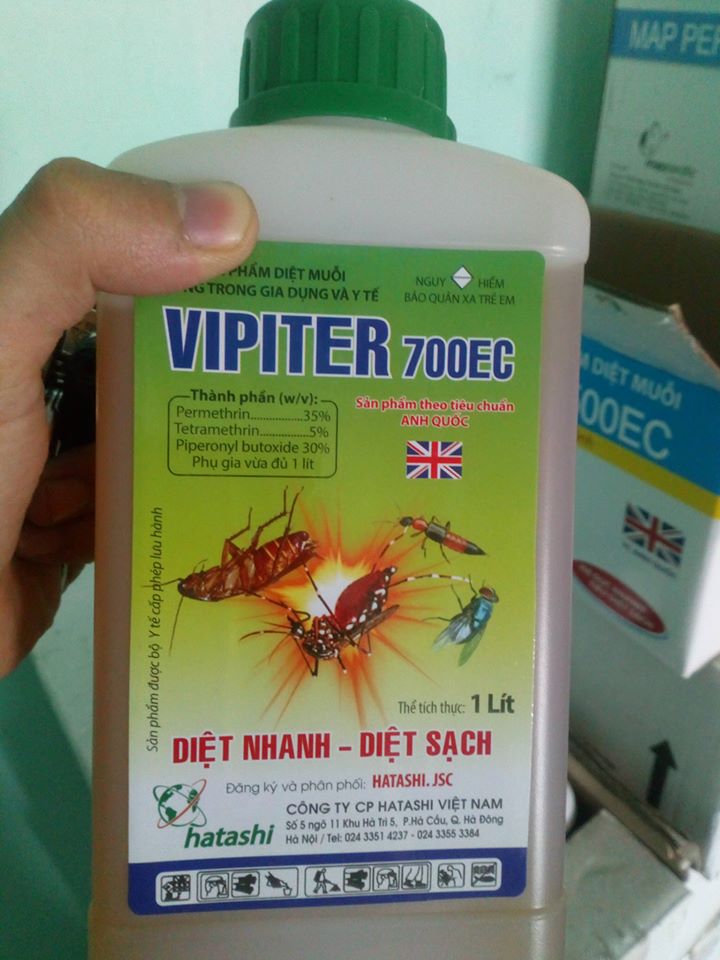 PHẨM DIỆT MUỖI
TRONG GIA DỤNG VÀ Y TẾ
NGUY HIỂM
BẢO QUẢN XA TRẺ EM
VIPITER 700EC
Thành phần (w/v):
Permethrin..............35%
Tetramethrin...............5%
Piperonyl butoxide 30%
Phụ gia vừa đủ 1 lít
Sản phẩm theo tiêu chuẩn
ANH QUỐC
Sản phẩm được bộ Y tế cấp phép lưu hành
Thể tích thực: 1 Lít
DIỆT NHANH – DIỆT SẠCH
Đăng ký và phân phối: HATASHI.JSC
hatashi
CÔNG TY CP HATASHI VIỆT NAM
Số 5 ngõ 11 Khu Hà Trì 5, P.Hà Cầu, Q. Hà Đông
Hà Nội / Tel: 024 3351 4237 - 024 3355 3384
MAP PER
DIỆT MUỖI
00EC